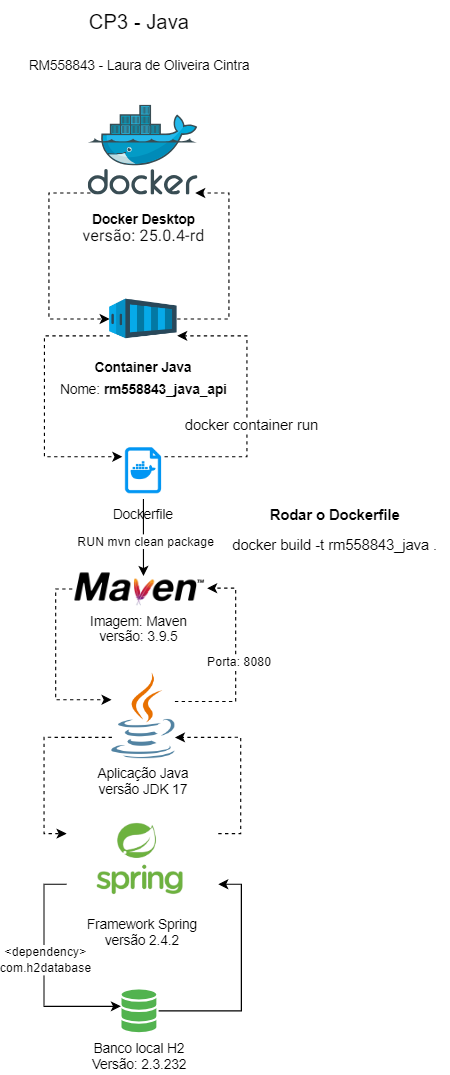 CP3 - Java
RM558843 - Laura de Oliveira Cintra
docker
Docker Desktop
versão: 25.0.4-rd
Container Java
Nome: rm558843_java_api
docker container run
Dockerfile
Rodar o Dockerfile
RUN mvn clean package
docker build -t rm558843_java .
Maven™
Imagem: Maven
versão: 3.9.5
Porta: 8080
Aplicação Java
versão JDK 17
spring
Framework Spring
versão 2.4.2
<dependency>
com.h2database
Banco local H2
Versão: 2.3.232